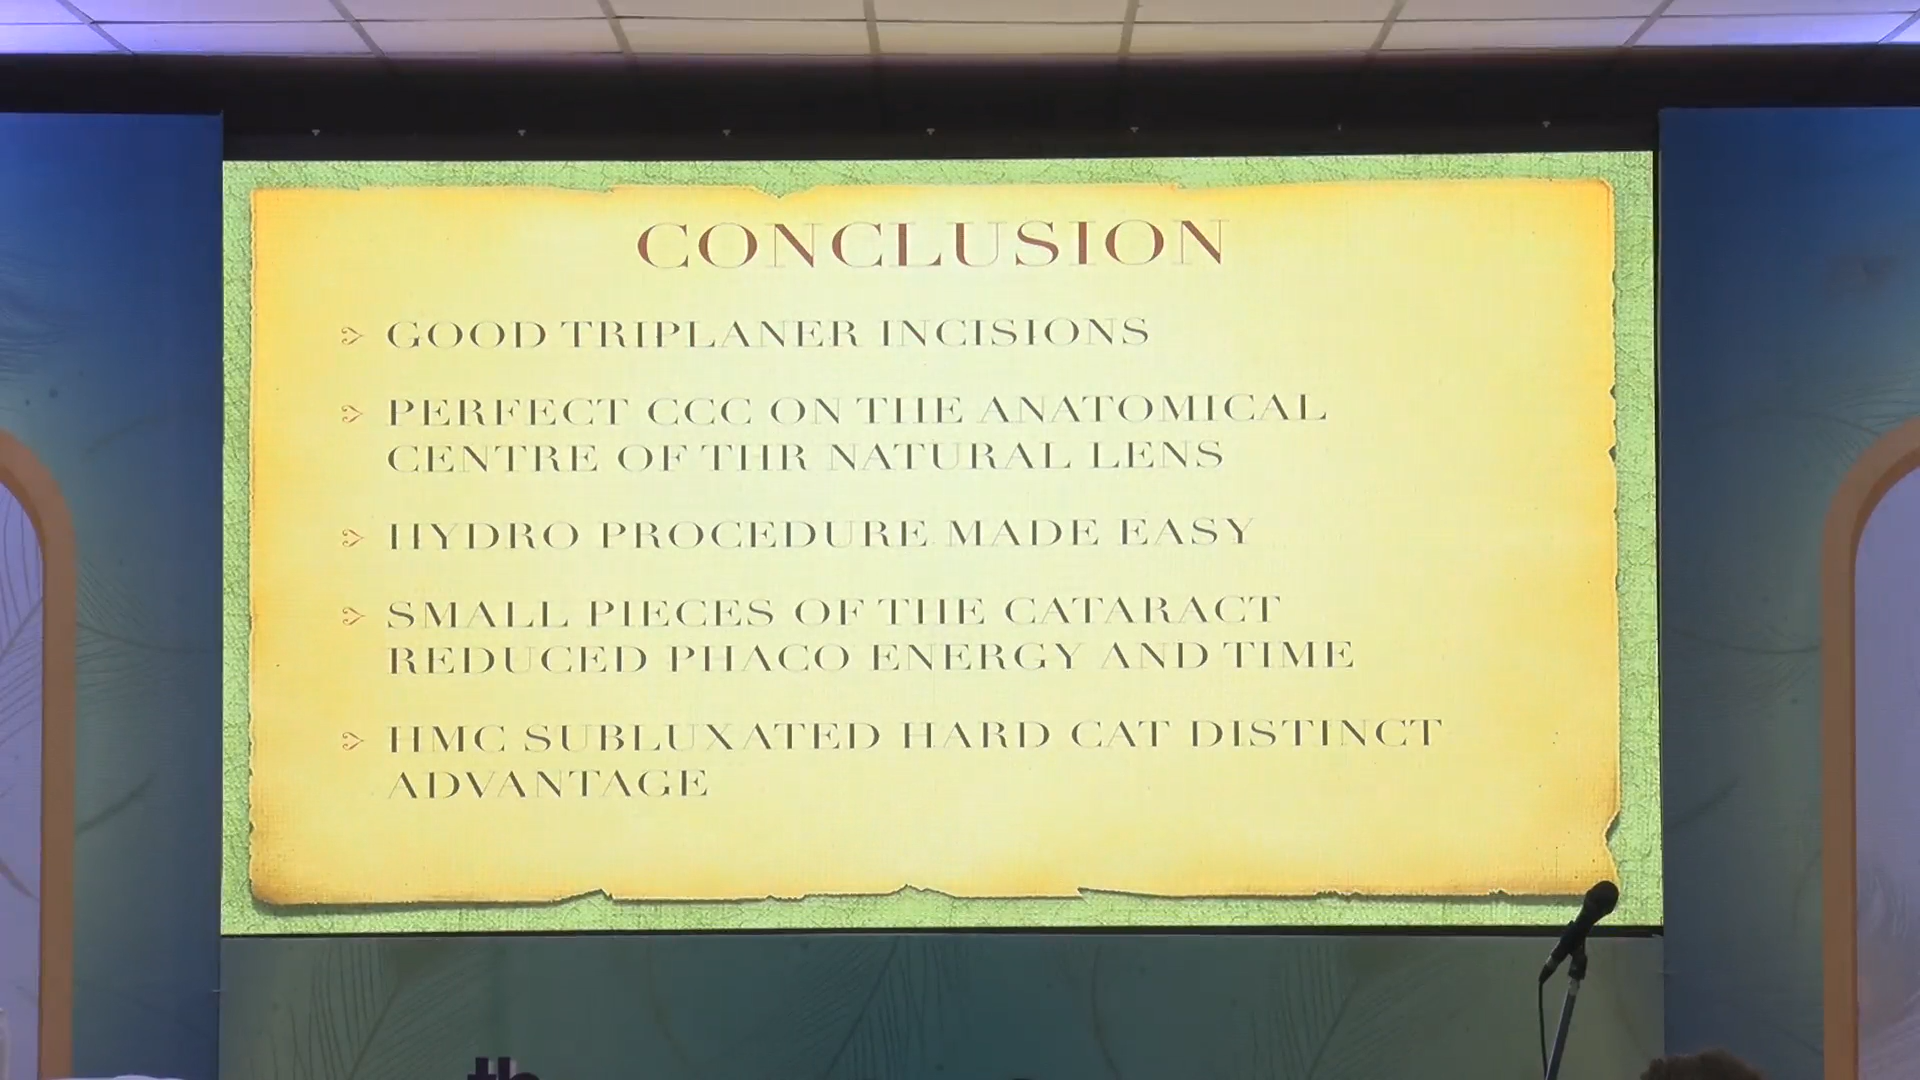 CONCLUSION
GOOD TRIPLANER INCISIONS
PERFECT CCC ON THE ANATOMICAL
CENTRE OF THR NATURAL LENS
HYDRO PROCEDURE MADE EASY
SMALL PIECES OF THE CATARACT
REDUCED PHACO ENERGY AND TIME
HMC SUBLUXATED HARD CAT DISTINCT
ADVANTAGE
th